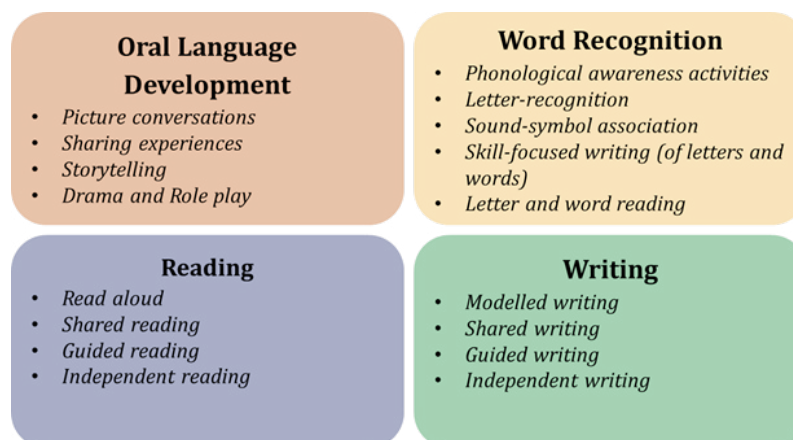 Oral Language
Development
• Picture conversations
• Sharing experiences
• Storytelling
• Drama and Role play
Word Recognition
• Phonological awareness activities
• Letter-recognition
• Sound-symbol association
• Skill-focused writing (of letters and
words)
• Letter and word reading
Reading
• Read aloud
• Shared reading
• Guided reading
• Independent reading
Writing
• Modelled writing
• Shared writing
• Guided writing
• Independent writing